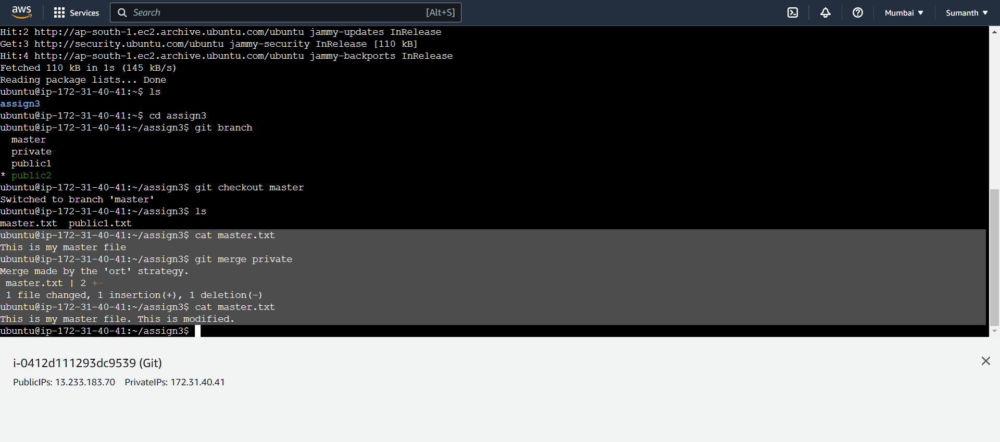 aws
Services
Search
[Alt+S]
Mumbai
Sumanth
Hit:2 http://ap-south-1.ec2.archive.ubuntu.com/ubuntu jammy-updates InRelease
Get:3 http://security.ubuntu.com/ubuntu jammy-security InRelease [110 kB]
Hit:4 http://ap-south-1.ec2.archive.ubuntu.com/ubuntu jammy-backports InRelease
Fetched 110 kB in 1s (145 kB/s)
Reading package lists... Done
ubuntu@ip-172-31-40-41:~$ ls
assign3
ubuntu@ip-172-31-40-41:~$ cd assign3
ubuntu@ip-172-31-40-41:~/assign3$ git branch
  master
  private
  public1
* public2
ubuntu@ip-172-31-40-41:~/assign3$ git checkout master
Switched to branch 'master'
ubuntu@ip-172-31-40-41:~/assign3$ ls
master.txt  public1.txt
ubuntu@ip-172-31-40-41:~/assign3$ cat master.txt
This is my master file
ubuntu@ip-172-31-40-41:~/assign3$ git merge private
Merge made by the 'ort' strategy.
 master.txt | 2 +-
 1 file changed, 1 insertion(+), 1 deletion(-)
ubuntu@ip-172-31-40-41:~/assign3$ cat master.txt
This is my master file. This is modified.
ubuntu@ip-172-31-40-41:~/assign3$
i-0412d111293dc9539 (Git)
PublicIPs: 13.233.183.70 PrivateIPs: 172.31.40.41